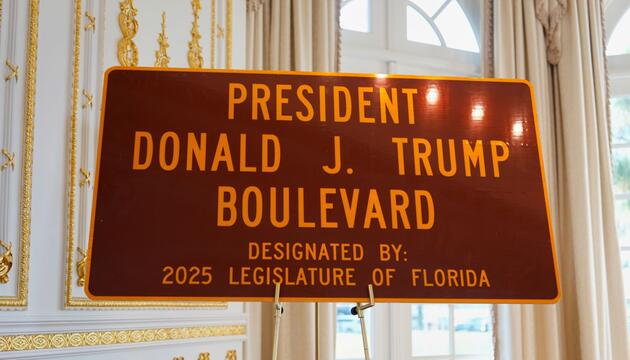 PRESIDENT
DONALD J. TRUMP
BOULEVARD
DESIGNATED BY:
2025 LEGISLATURE OF FLORIDA